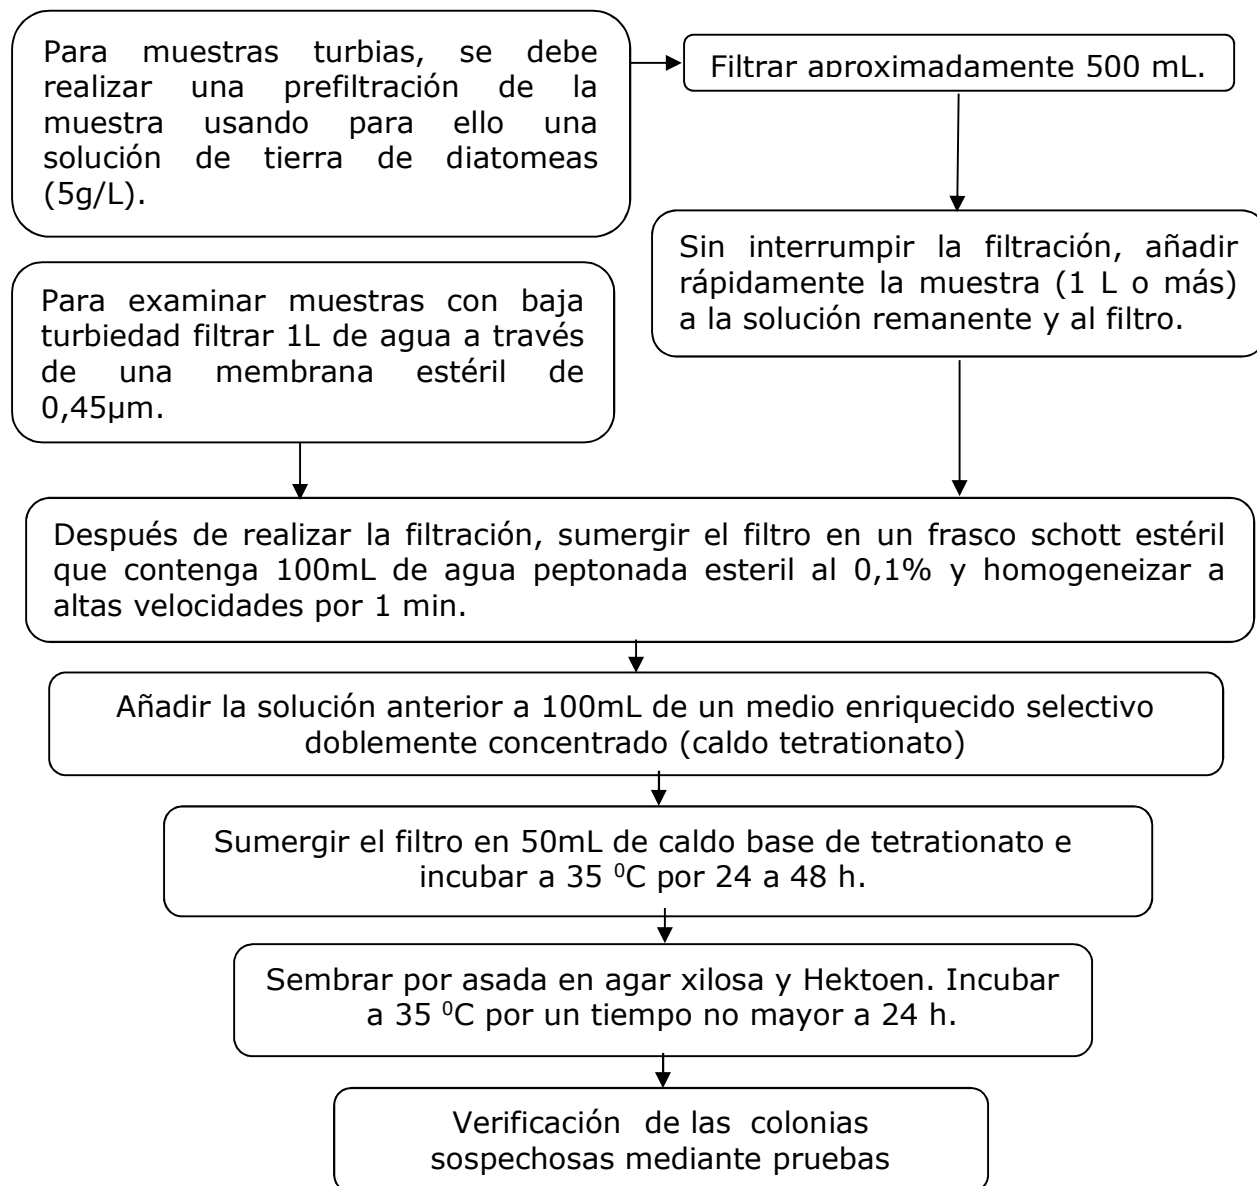 Para muestras turbias, se debe
realizar una prefiltración de la
muestra usando para ello una
solución de tierra de diatomeas
(5g/L).
Filtrar aproximadamente 500 mL.
Sin interrumpir la filtración, añadir
rápidamente la muestra (1 L o más)
a la solución remanente y al filtro.
Para examinar muestras con baja
turbiedad filtrar 1L de agua a través
de una membrana estéril de
0,45µm.
Después de realizar la filtración, sumergir el filtro en un frasco schott estéril
que contenga 100mL de agua peptonada esteril al 0,1% y homogeneizar a
altas velocidades por 1 min.
Añadir la solución anterior a 100mL de un medio enriquecido selectivo
doblemente concentrado (caldo tetrationato)
Sumergir el filtro en 50mL de caldo base de tetrationato e
incubar a 35 ⁰C por 24 a 48 h.
Sembrar por asada en agar xilosa y Hektoen. Incubar
a 35 ⁰C por un tiempo no mayor a 24 h.
Verificación de las colonias
sospechosas mediante pruebas